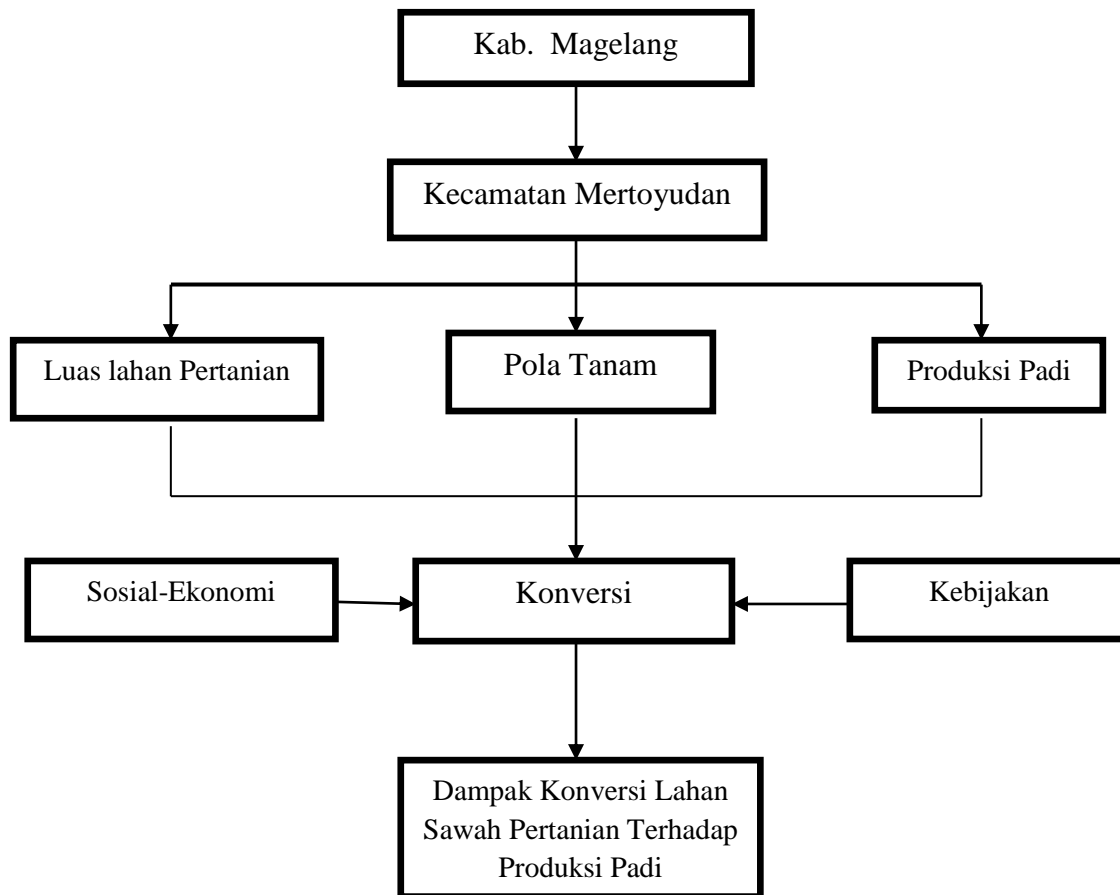 Kab. Magelang
Kecamatan Mertoyudan
Luas lahan Pertanian
Pola Tanam
Produksi Padi
Sosial-Ekonomi
Konversi
Kebijakan
Dampak Konversi Lahan
Sawah Pertanian Terhadap
Produksi Padi